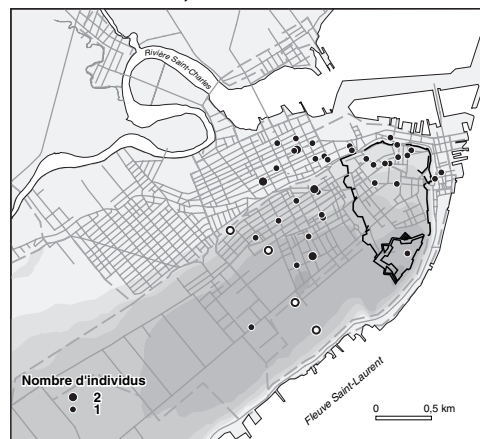 Rivière Saint-Charles
Fleuve Saint-Laurent
Nombre d'individus
2
1
0 0,5 km